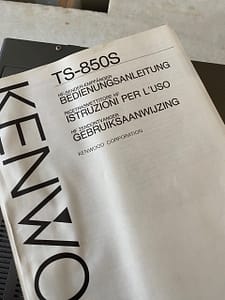 TS-850S
HF-SENDER-EMPFÄNGER
BEDIENUNGSANLEITUNG
RICETRASMETTITORE HF
ISTRUZIONI PER L'USO
HF ZENDONTVANGER
GEBRUIKSAANWIJZING
KENWOOD CORPORATION
KENWO